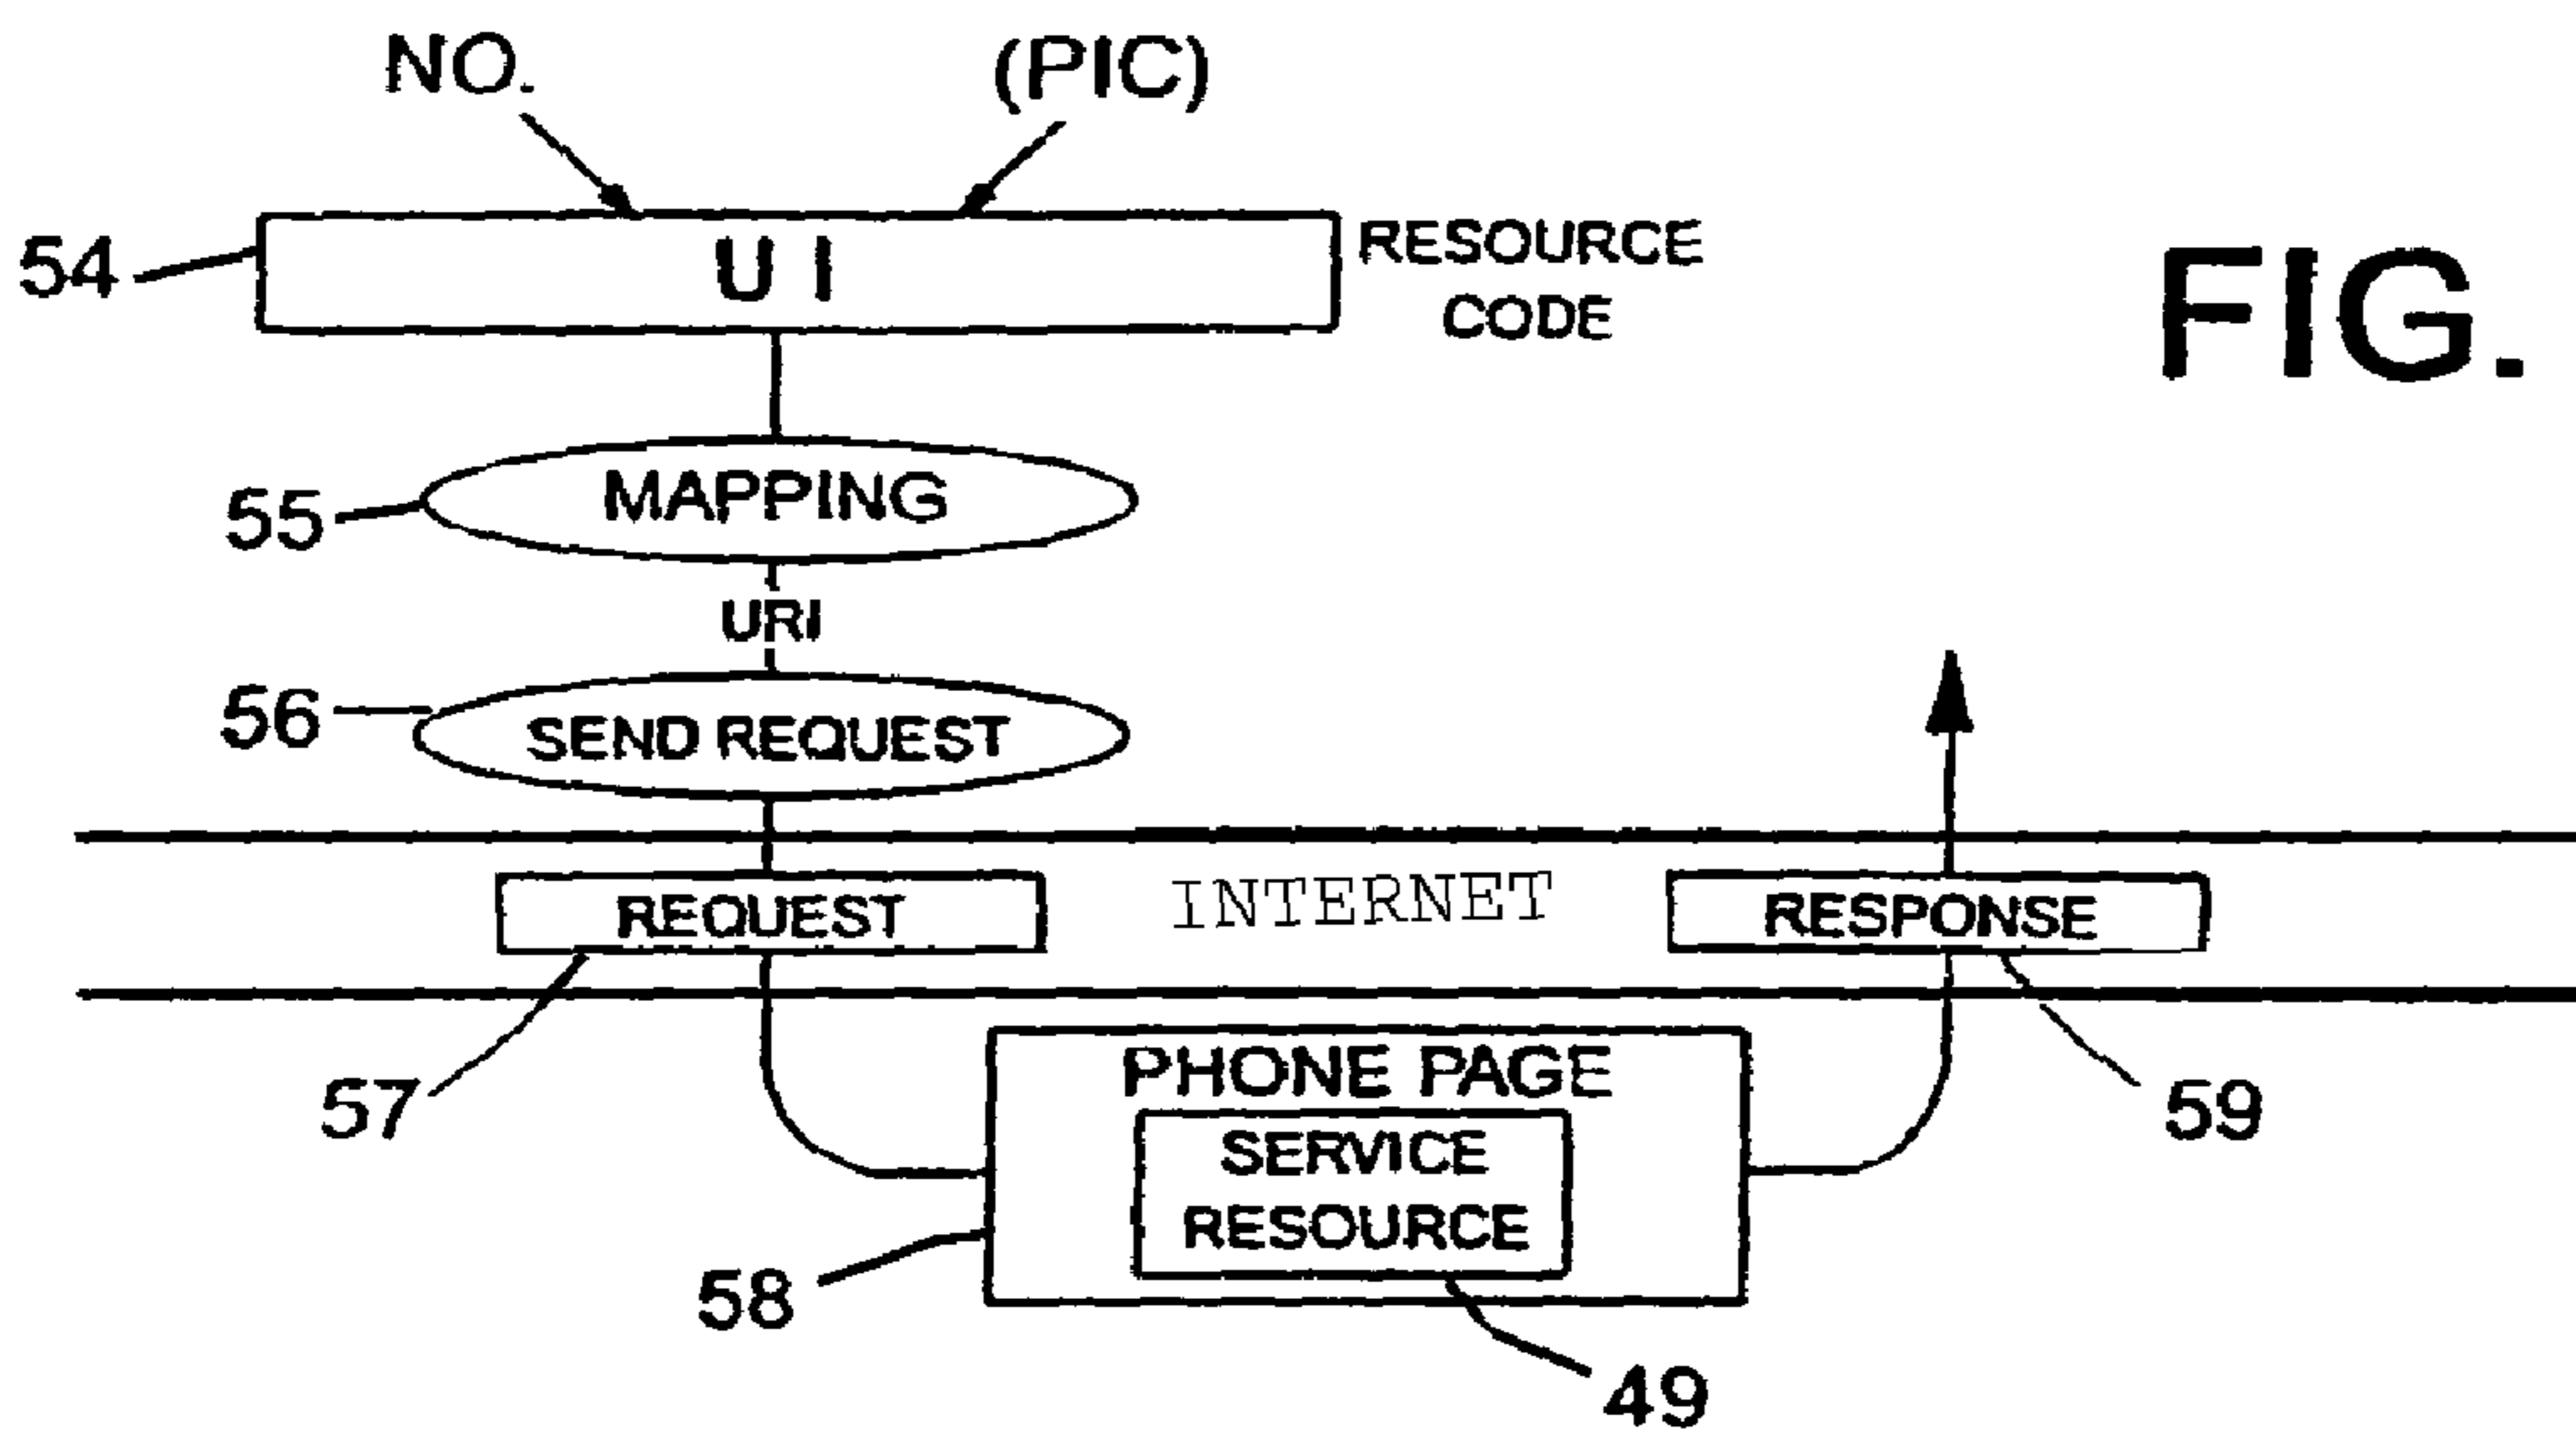 NO.
(PIC)
54
U I
RESOURCE
CODE
FIG.
55
MAPPING
URI
56
SEND REQUEST
REQUEST
INTERNET
RESPONSE
57
PHONE PAGE
SERVICE
RESOURCE
59
58
49